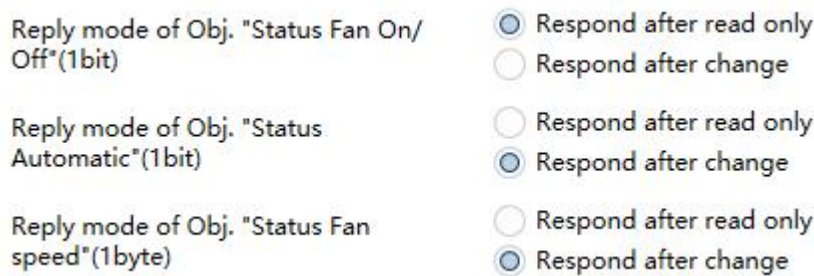 Reply mode of Obj. "Status Fan On/
Off"(1bit)
Respond after read only
Respond after change
Reply mode of Obj. "Status
Automatic"(1bit)
Respond after read only
Respond after change
Reply mode of Obj. "Status Fan
speed"(1byte)
Respond after read only
Respond after change